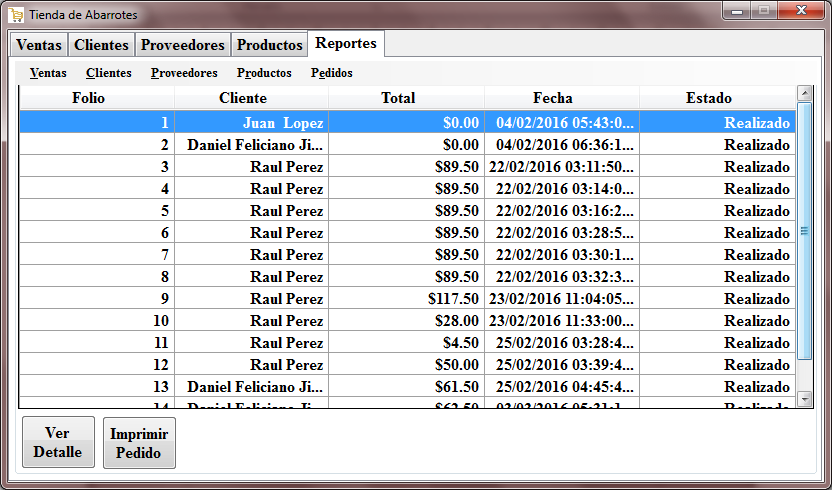 Tienda de Abarrotes
Ventas Clientes Proveedores Productos Reportes
Ventas Clientes Proveedores Productos Pedidos
Folio Cliente Total Fecha Estado
1 Juan Lopez $0.00 04/02/2016 05:43:0... Realizado
2 Daniel Feliciano Ji... $0.00 04/02/2016 06:36:1... Realizado
3 Raul Perez $89.50 22/02/2016 03:11:50... Realizado
4 Raul Perez $89.50 22/02/2016 03:14:0... Realizado
5 Raul Perez $89.50 22/02/2016 03:16:2... Realizado
6 Raul Perez $89.50 22/02/2016 03:28:5... Realizado
7 Raul Perez $89.50 22/02/2016 03:30:1... Realizado
8 Raul Perez $89.50 22/02/2016 03:32:3... Realizado
9 Raul Perez $117.50 23/02/2016 11:04:05... Realizado
10 Raul Perez $28.00 23/02/2016 11:33:00... Realizado
11 Raul Perez $4.50 25/02/2016 03:28:4... Realizado
12 Raul Perez $50.00 25/02/2016 03:39:4... Realizado
13 Daniel Feliciano Ji... $61.50 25/02/2016 04:45:4... Realizado
14 Daniel Feliciano Ji... Realizado
Ver
Detalle
Imprimir
Pedido